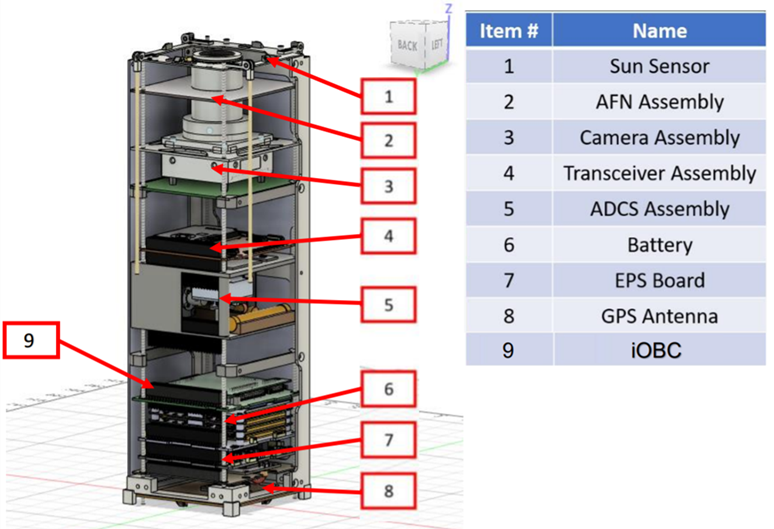 Z
BACK LEFT
1
2
3
4
5
9
6
7
8
Item # Name
1 Sun Sensor
2 AFN Assembly
3 Camera Assembly
4 Transceiver Assembly
5 ADCS Assembly
6 Battery
7 EPS Board
8 GPS Antenna
9 iOBC